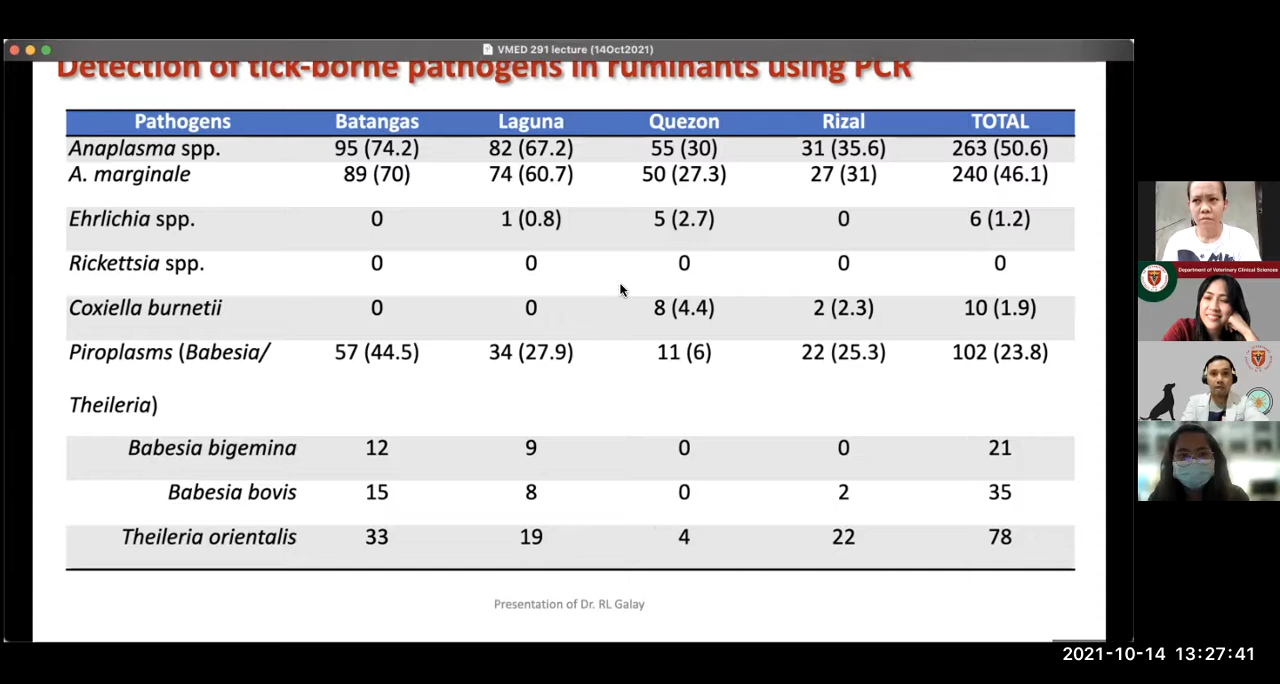 VMED 291 lecture (14Oct2021)
Detection of tick-borne pathogens in ruminants using PCR
Pathogens Batangas Laguna Quezon Rizal TOTAL
Anaplasma spp. 95 (74.2) 82 (67.2) 55 (30) 31 (35.6) 263 (50.6)
A. marginale 89 (70) 74 (60.7) 50 (27.3) 27 (31) 240 (46.1)
Ehrlichia spp. 0 1 (0.8) 5 (2.7) 0 6 (1.2)
Rickettsia spp. 0 0 0 0 0
Coxiella burnetii 0 0 8 (4.4) 2 (2.3) 10 (1.9)
Piroplasms (Babesia/ 57 (44.5) 34 (27.9) 11 (6) 22 (25.3) 102 (23.8)
Theileria)
Babesia bigemina 12 9 0 0 21
Babesia bovis 15 8 0 2 35
Theileria orientalis 33 19 4 22 78
Presentation of Dr. RL Galay
Department of Veterinary Clinical Sciences
2021-10-14 13:27:41